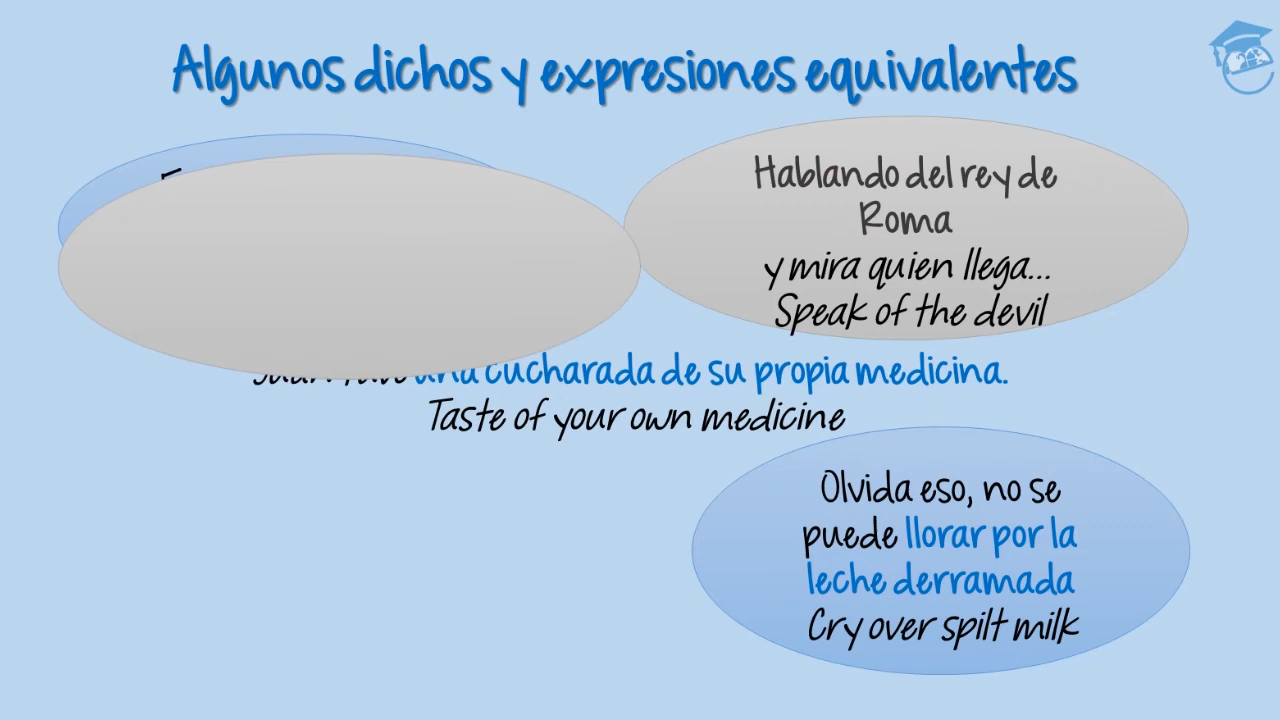 Algunos dichos y expresiones equivalentes
Hablando del rey de
Roma
y mira quien llega...
Speak of the devil
una cucharada de su propia medicina.
Taste of your own medicine
Olvida eso, no se
puede llorar por la
leche derramada
Cry over spilt milk